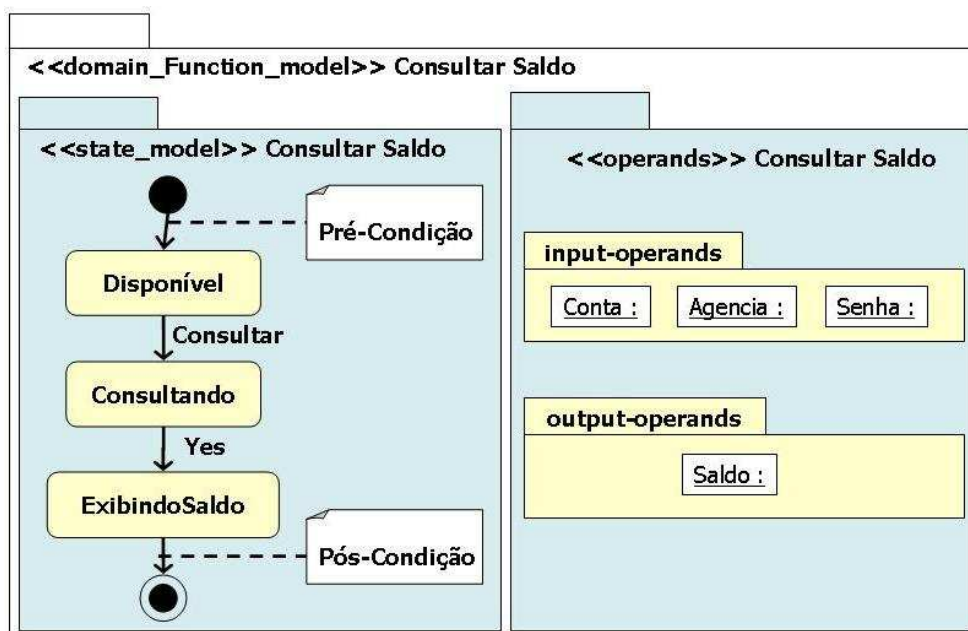 <<domain_Function_model>> Consultar Saldo
<<state_model>> Consultar Saldo
Pré-Condição
Disponível
Consultar
Consultando
Yes
ExibindoSaldo
Pós-Condição
<<operands>> Consultar Saldo
input-operands
Conta :
Agencia :
Senha :
output-operands
Saldo :